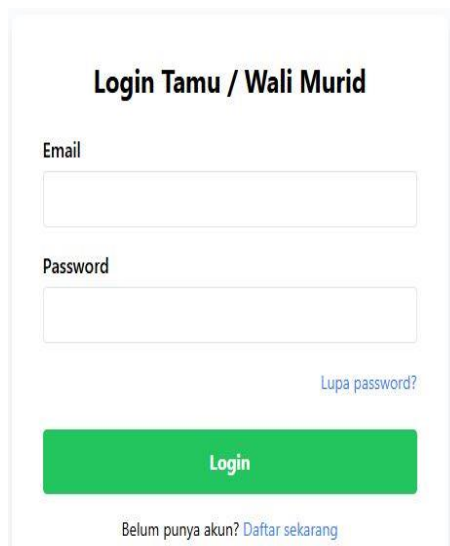 Login Tamu / Wali Murid
Email
Password
Lupa password?
Login
Belum punya akun? Daftar sekarang